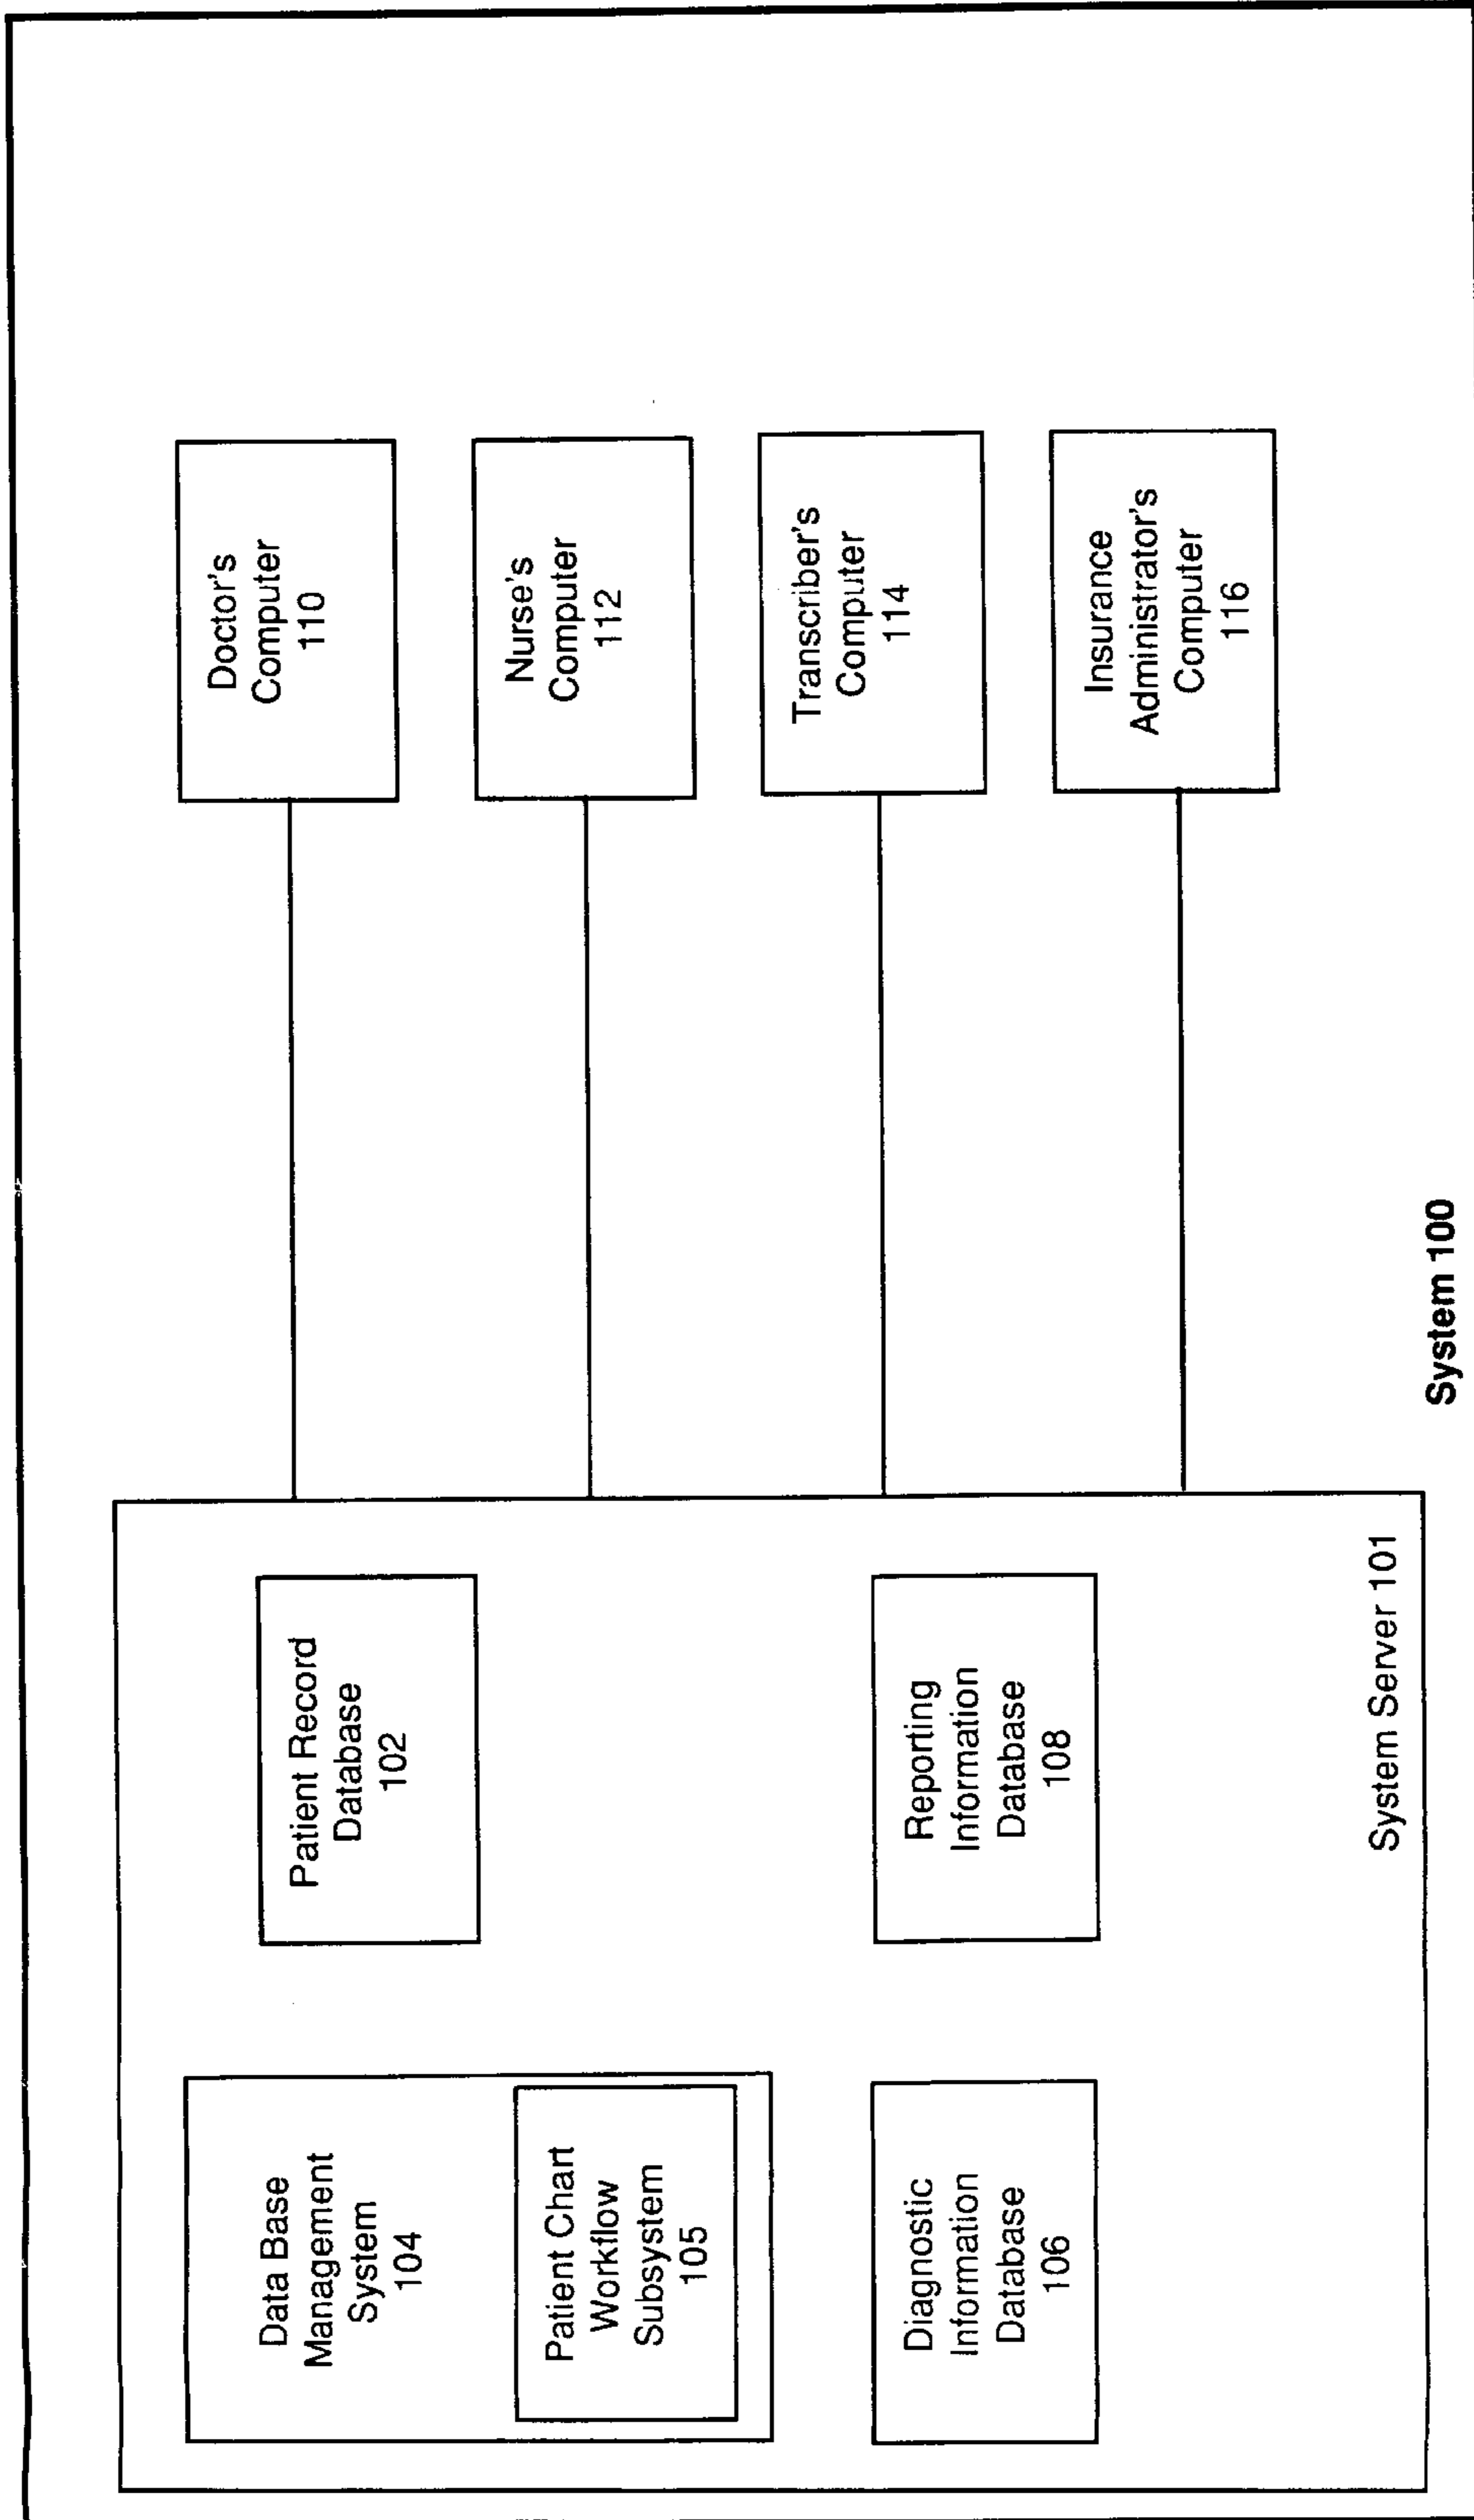 Data Base
Management
System
104
Patient Chart
Workflow
Subsystem
105
Patient Record
Database
102
Diagnostic
Information
Database
106
Reporting
Information
Database
108
System Server 101
Doctor's
Computer
110
Nurse's
Computer
112
Transcriber's
Computer
114
Insurance
Administrator's
Computer
116
System 100